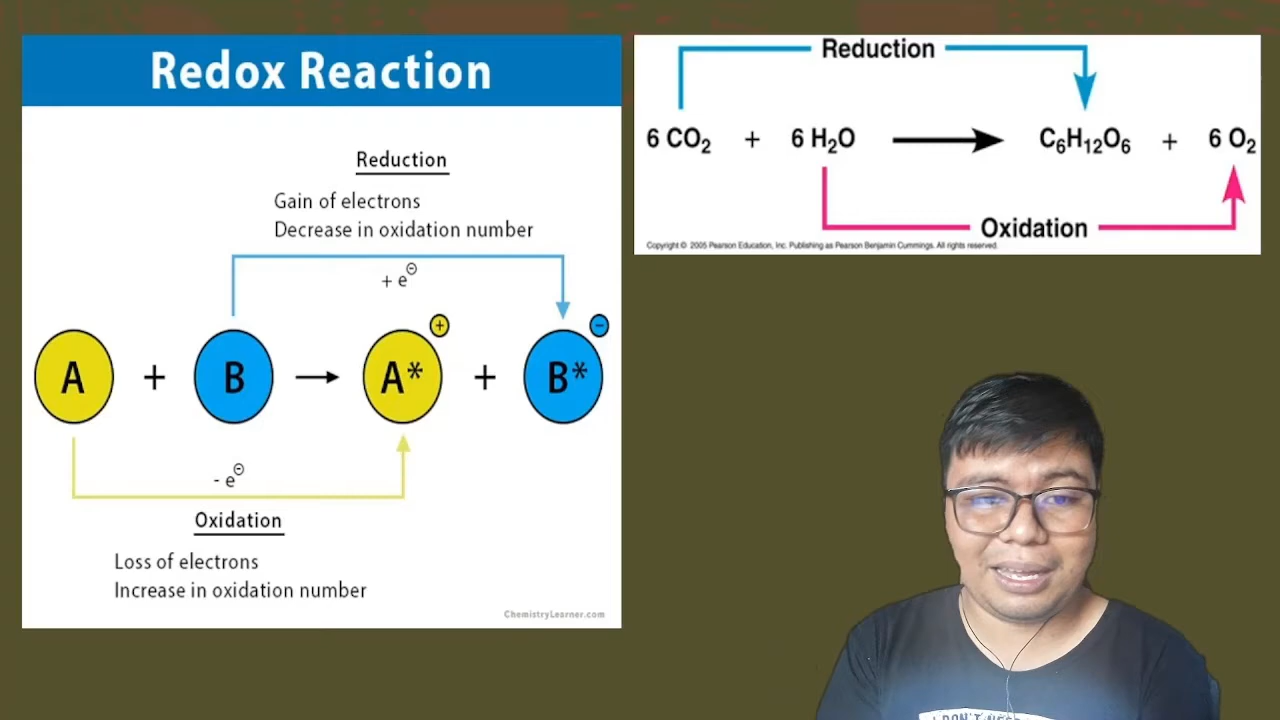 Redox Reaction
Reduction
Gain of electrons
Decrease in oxidation number
+ e⊖
A + B → A*⊕ + B*⊖
- e⊖
Oxidation
Loss of electrons
Increase in oxidation number
ChemistryLearner.com
Reduction
6 CO₂ + 6 H₂O → C₆H₁₂O₆ + 6 O₂
Oxidation
Copyright © 2005 Pearson Education, Inc. Publishing as Pearson Benjamin Cummings. All rights reserved.
I DON'T NEED